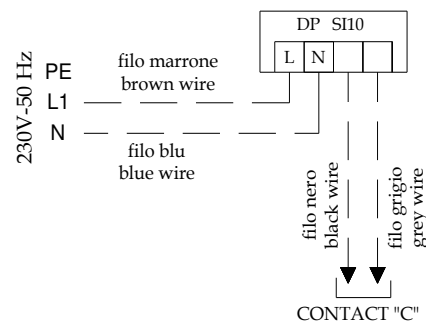 DP SI10
L N
230V-50 Hz
PE
L1
N
filo marrone
brown wire
filo blu
blue wire
filo nero
black wire
filo grigio
grey wire
CONTACT "C"